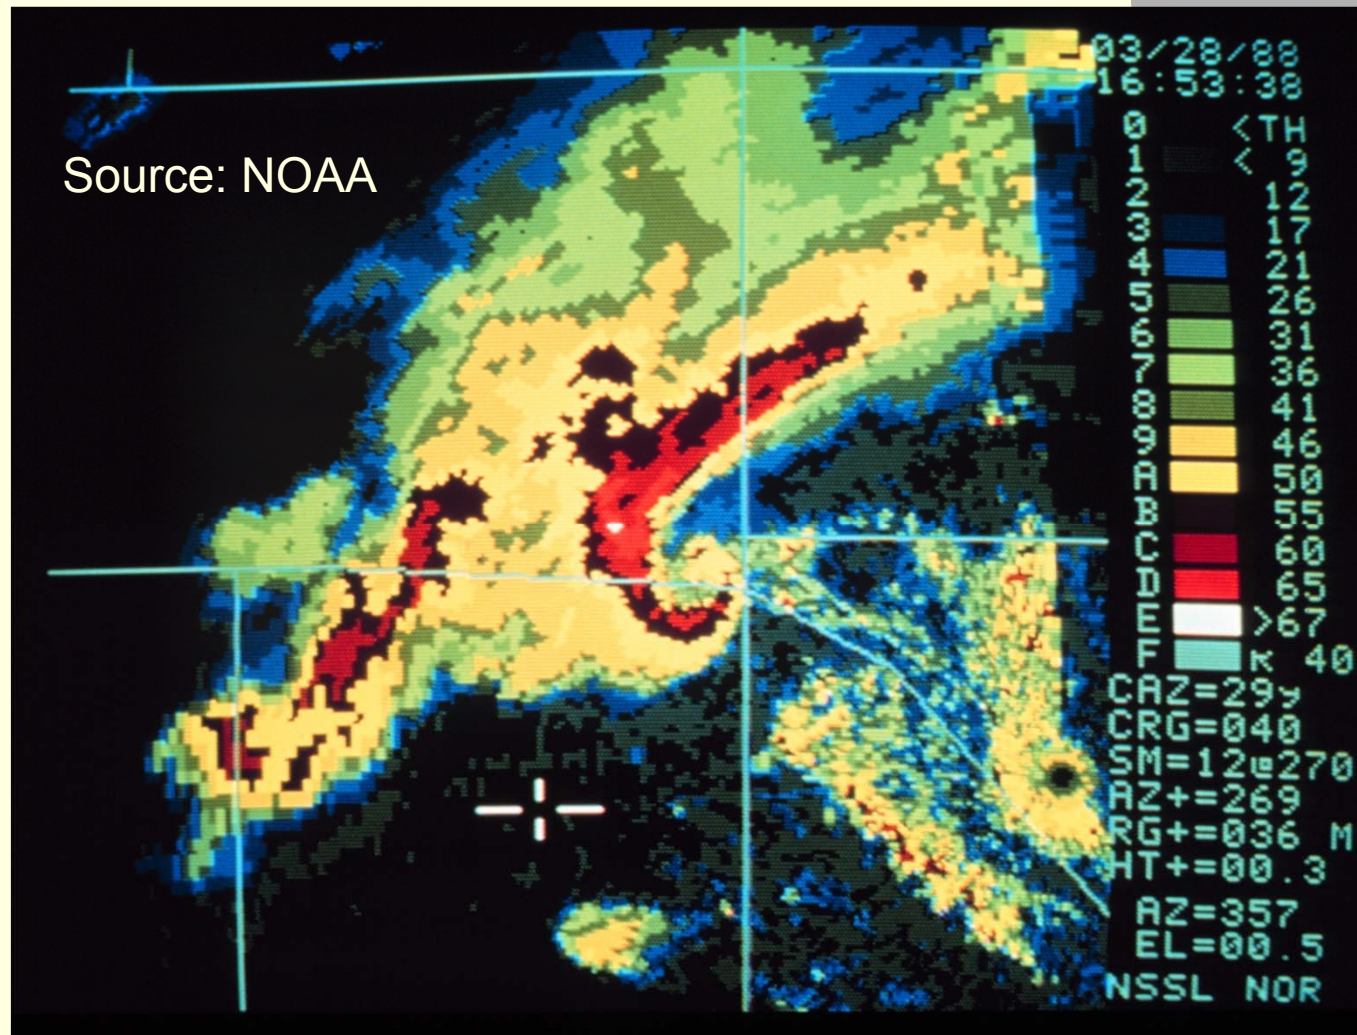 Source: NOAA
03/28/88
16:53:38
0 <TH
1 < 9
2 12
3 17
4 21
5 26
6 31
7 36
8 41
9 46
A 50
B 55
C 60
D 65
E >67
F R 40
CRG=040
SM=12@270
AZ+=269
RG+=036 M
HT+=00.3
AZ=357
EL=00.5
NSSL NOR